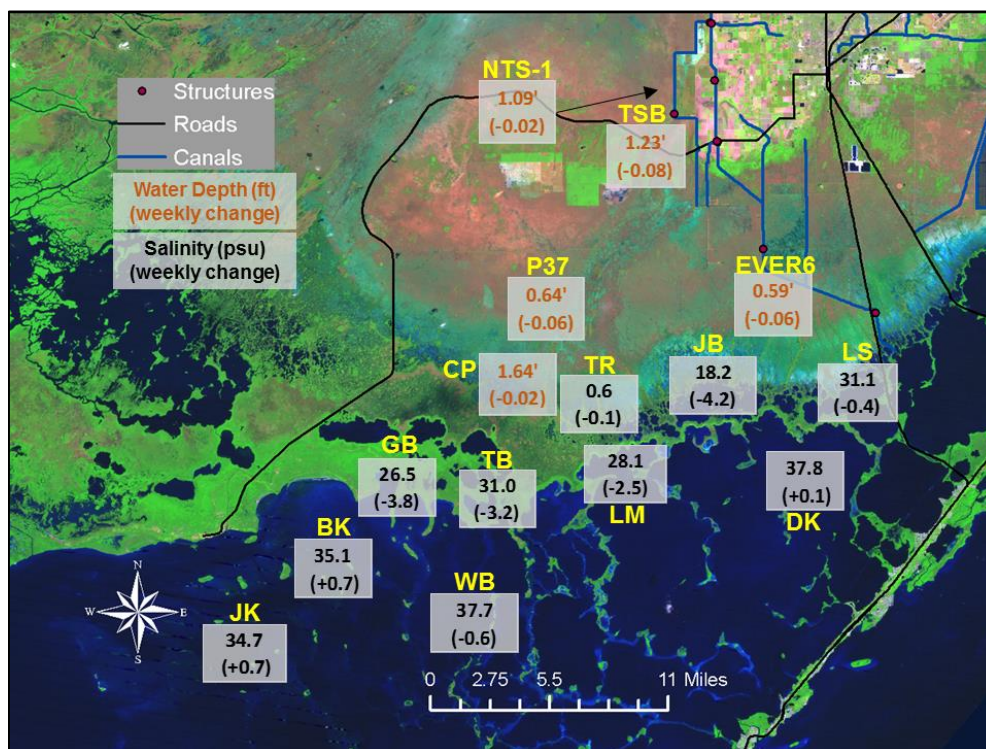 NTS-1
1.09'
(-0.02)
TSB
1.23'
(-0.08)
Structures
Roads
Canals
Water Depth (ft)
(weekly change)
Salinity (psu)
(weekly change)
P37
0.64'
(-0.06)
EVER6
0.59'
(-0.06)
CP
1.64'
(-0.02)
TR
0.6
(-0.1)
JB
18.2
(-4.2)
LS
31.1
(-0.4)
GB
26.5
(-3.8)
TB
31.0
(-3.2)
28.1
(-2.5)
LM
37.8
(+0.1)
DK
BK
35.1
(+0.7)
WB
37.7
(-0.6)
JK
34.7
(+0.7)
N
W E
S
0 2.75 5.5 11 Miles